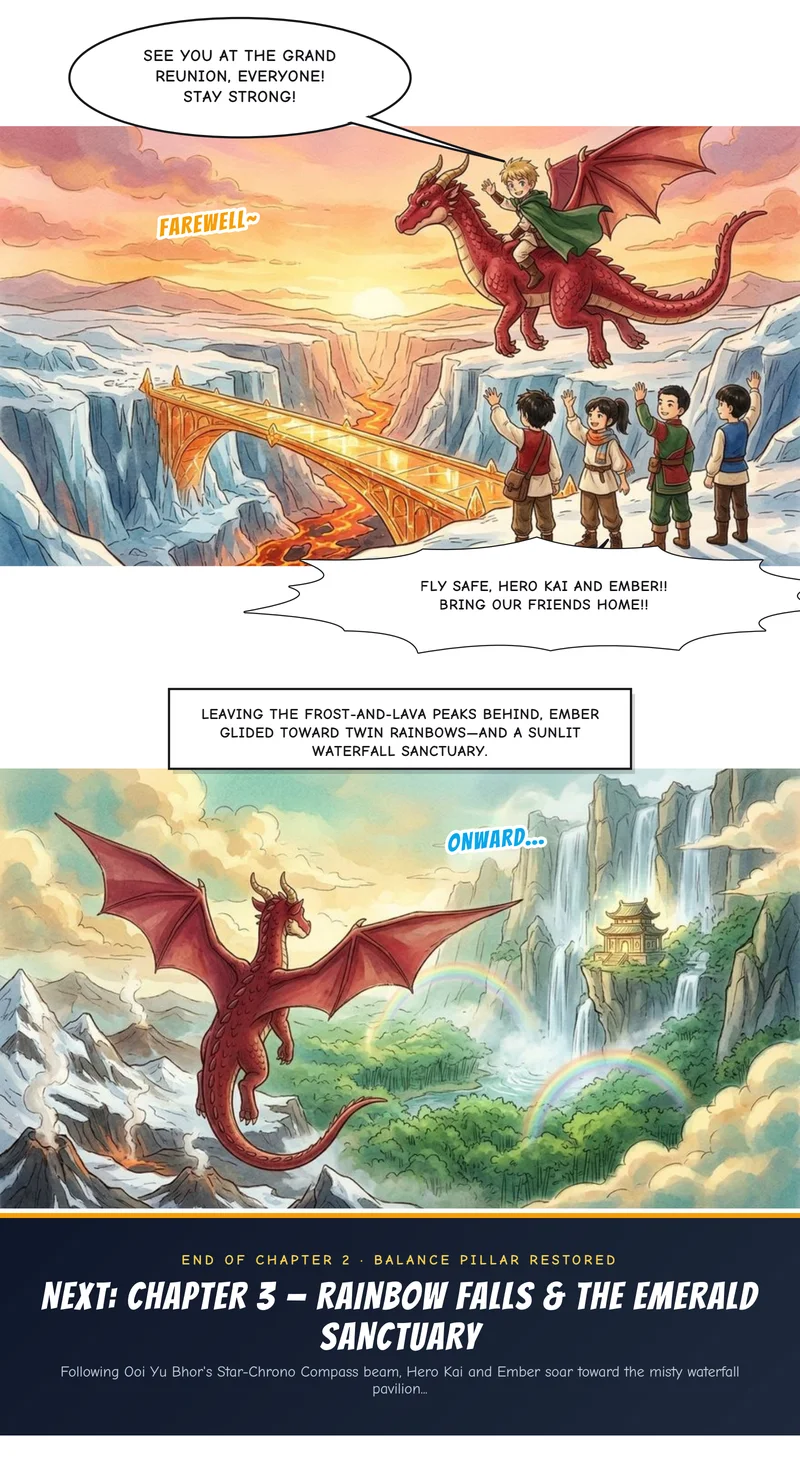 SEE YOU AT THE GRAND
REUNION, EVERYONE!
STAY STRONG!
FAREWELL~
FLY SAFE, HERO KAI AND EMBER!!
BRING OUR FRIENDS HOME!!
LEAVING THE FROST-AND-LAVA PEAKS BEHIND, EMBER
GLIDED TOWARD TWIN RAINBOWS—AND A SUNLIT
WATERFALL SANCTUARY.
ONWARD...
END OF CHAPTER 2 · BALANCE PILLAR RESTORED
NEXT: CHAPTER 3 — RAINBOW FALLS & THE EMERALD
SANCTUARY
Following Ooi Yu Bhor's Star-Chrono Compass beam, Hero Kai and Ember soar toward the misty waterfall
pavilion...